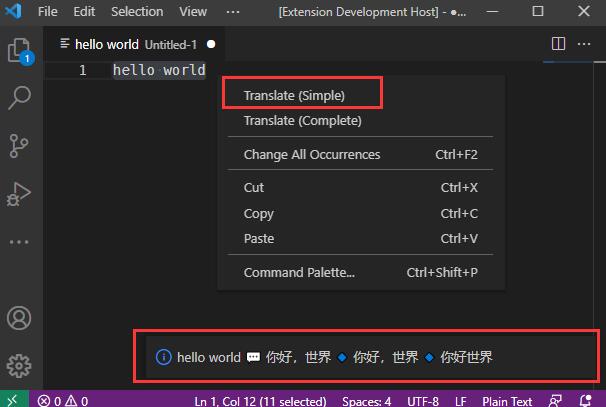 File Edit Selection View ··· [Extension Development Host] - ●...
hello world Untitled-1 ●
1
1 hello world
Translate (Simple)
Translate (Complete)
Change All Occurrences Ctrl+F2
Cut Ctrl+X
Copy Ctrl+C
Paste Ctrl+V
Command Palette... Ctrl+Shift+P
hello world 💬 你好，世界 🔹 你好，世界 🔹 你好世界
0 0 Ln 1, Col 12 (11 selected) Spaces: 4 UTF-8 LF Plain Text